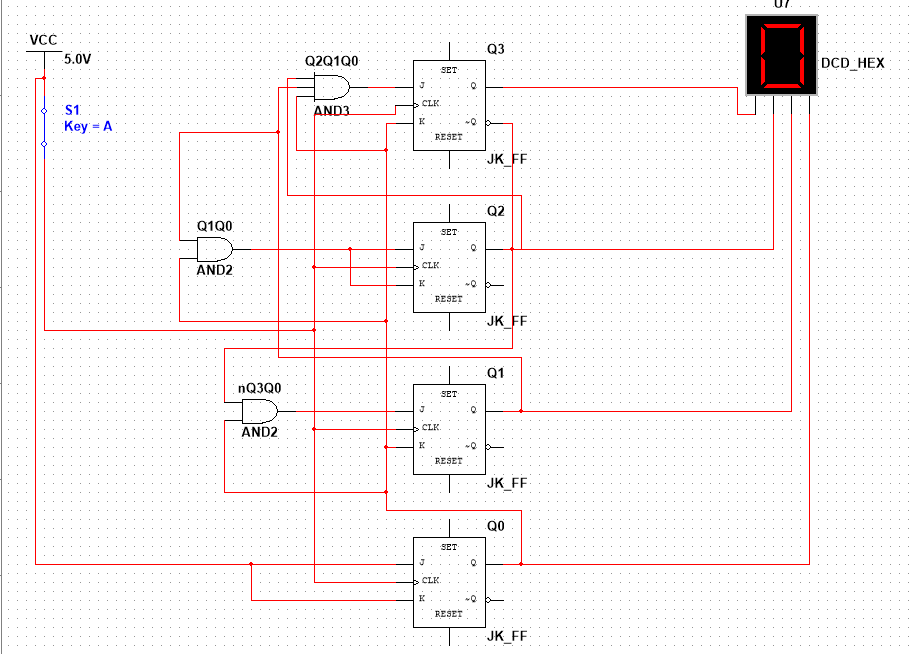 U7
VCC
5.0V
S1
Key = A
DCD_HEX
Q2Q1Q0
AND3
Q3
SET
J
Q
CLK
K
~Q
RESET
JK_FF
Q1Q0
AND2
Q2
SET
J
Q
CLK
K
~Q
RESET
JK_FF
nQ3Q0
AND2
Q1
SET
J
Q
CLK
K
~Q
RESET
JK_FF
Q0
SET
J
Q
CLK
K
~Q
RESET
JK_FF
0